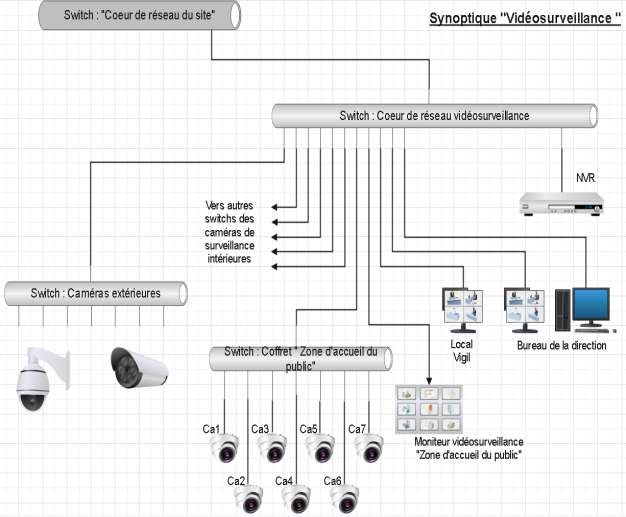 Switch : "Coeur de réseau du site"
Synoptique "Vidéosurveillance "
Switch : Coeur de réseau vidéosurveillance
NVR
Vers autres
switchs des
caméras de
surveillance
intérieures
Switch : Caméras extérieures
Local
Vigil
Bureau de la direction
Switch : Coffret " Zone d'accueil du
public"
Ca1
Ca3
Ca5
Ca7
Moniteur vidéosurveillance
"Zone d'accueil du public"
Ca2
Ca4
Ca6